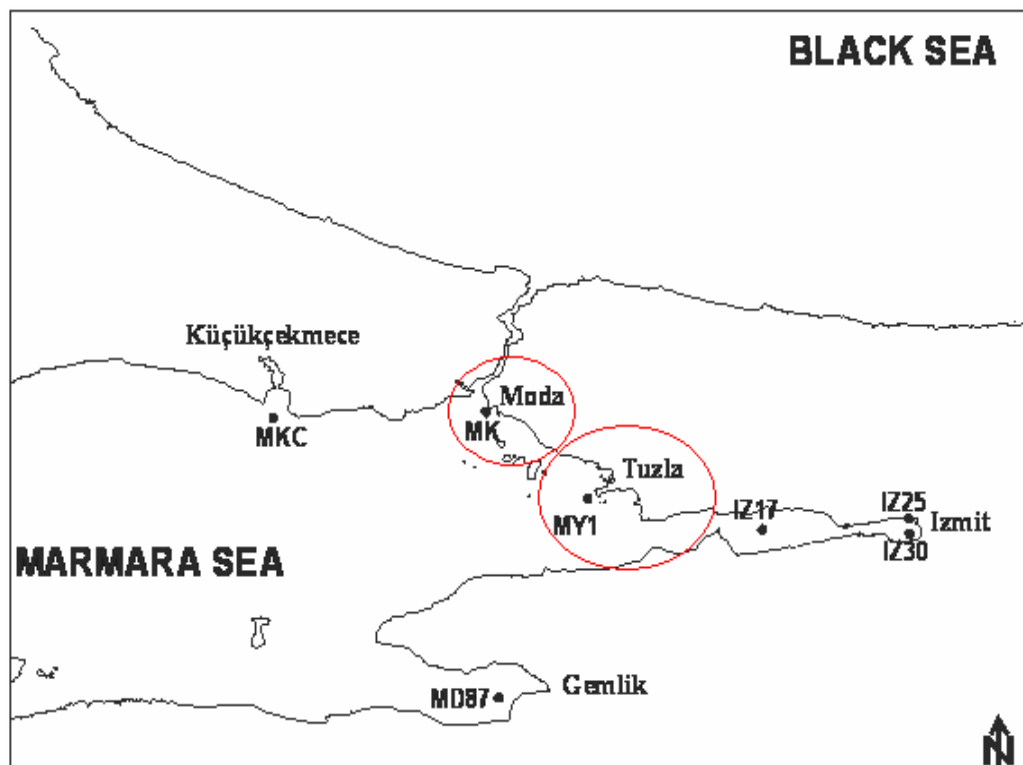 BLACK SEA
Küçükçekmece
Moda
MKC
MK
Tuzla
MY1
IZ17
IZ25
Izmit
IZ30
MARMARA SEA
Gemlik
MD87
N